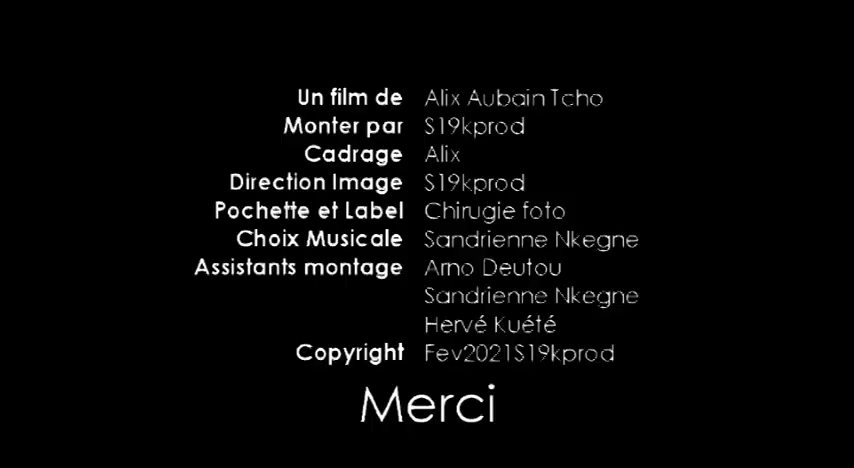 Un film de Alix Aubain Tcho
Monter par S19kprod
Cadrage Alix
Direction Image S19kprod
Pochette et Label Chirugie foto
Choix Musicale Sandrienne Nkegne
Assistants montage Arno Deutou
Sandrienne Nkegne
Hervé Kuété
Copyright Fev2021S19kprod
Merci